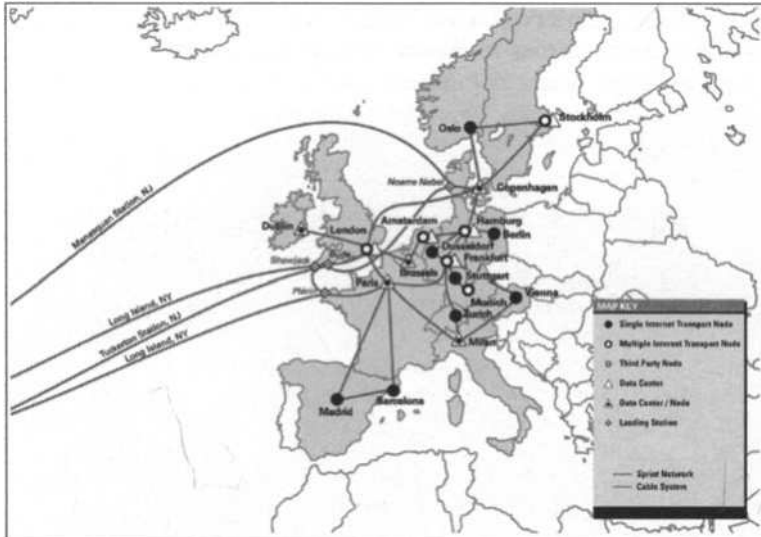 Oslo
Stockholm
Copenhagen
Manasquan Station, NJ
Dublin
London
Amsterdam
Hamburg
Berlin
Dusseldorf
Frankfurt
Brussels
Stuttgart
Paris
Munich
Vienna
Zurich
Milan
Long Island, NY
Tuckerton Station, NJ
Long Island, NY
Madrid
Barcelona
MAP KEY
Single Internet Transport Node
Multiple Internet Transport Node
Third Party Node
Data Center
Data Center / Node
Landing Station
Sprint Network
Cable System